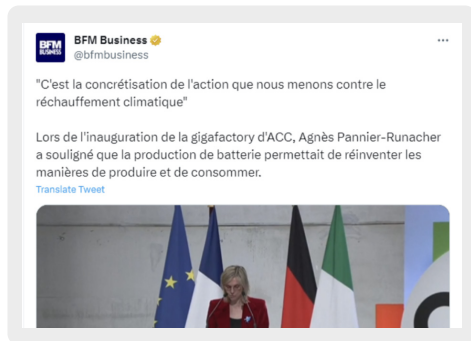 BFM
BUSINESS
BFM Business
@bfmbusiness
"C'est la concrétisation de l'action que nous menons contre le
réchauffement climatique"
Lors de l'inauguration de la gigafactory d'ACC, Agnès Pannier-Runacher
a souligné que la production de batterie permettait de réinventer les
manières de produire et de consommer.
Translate Tweet